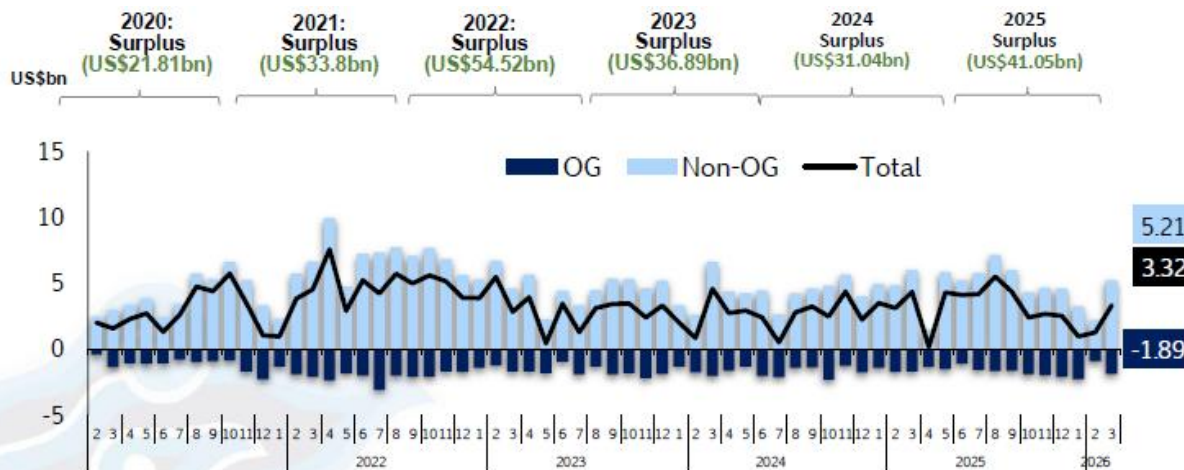 2020:
Surplus
(US$21.81bn)
2021:
Surplus
(US$33.8bn)
2022:
Surplus
(US$54.52bn)
2023
Surplus
(US$36.89bn)
2024
Surplus
(US$31.04bn)
2025
Surplus
(US$41.05bn)
US$bn
OG Non-OG Total
15
10
5
0
-5
5.21
3.32
-1.89
2 3 4 5 6 7 8 9 10 11 12 1 2 3 4 5 6 7 8 9 10 11 12 1 2 3 4 5 6 7 8 9 10 11 12 1 2 3 4 5 6 7 8 9 10 11 12 1 2 3 4 5 6 7 8 9 10 11 12 1 2 3
2022 2023 2024 2025 2026